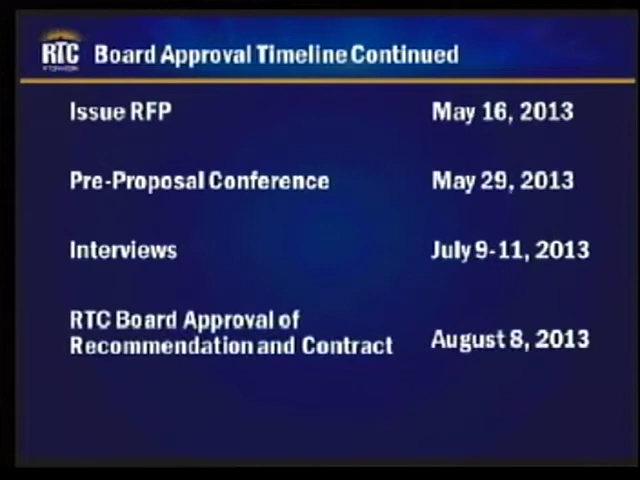 RTC
Board Approval Timeline Continued
Issue RFP
May 16, 2013
Pre-Proposal Conference
May 29, 2013
Interviews
July 9-11, 2013
RTC Board Approval of
Recommendation and Contract
August 8, 2013